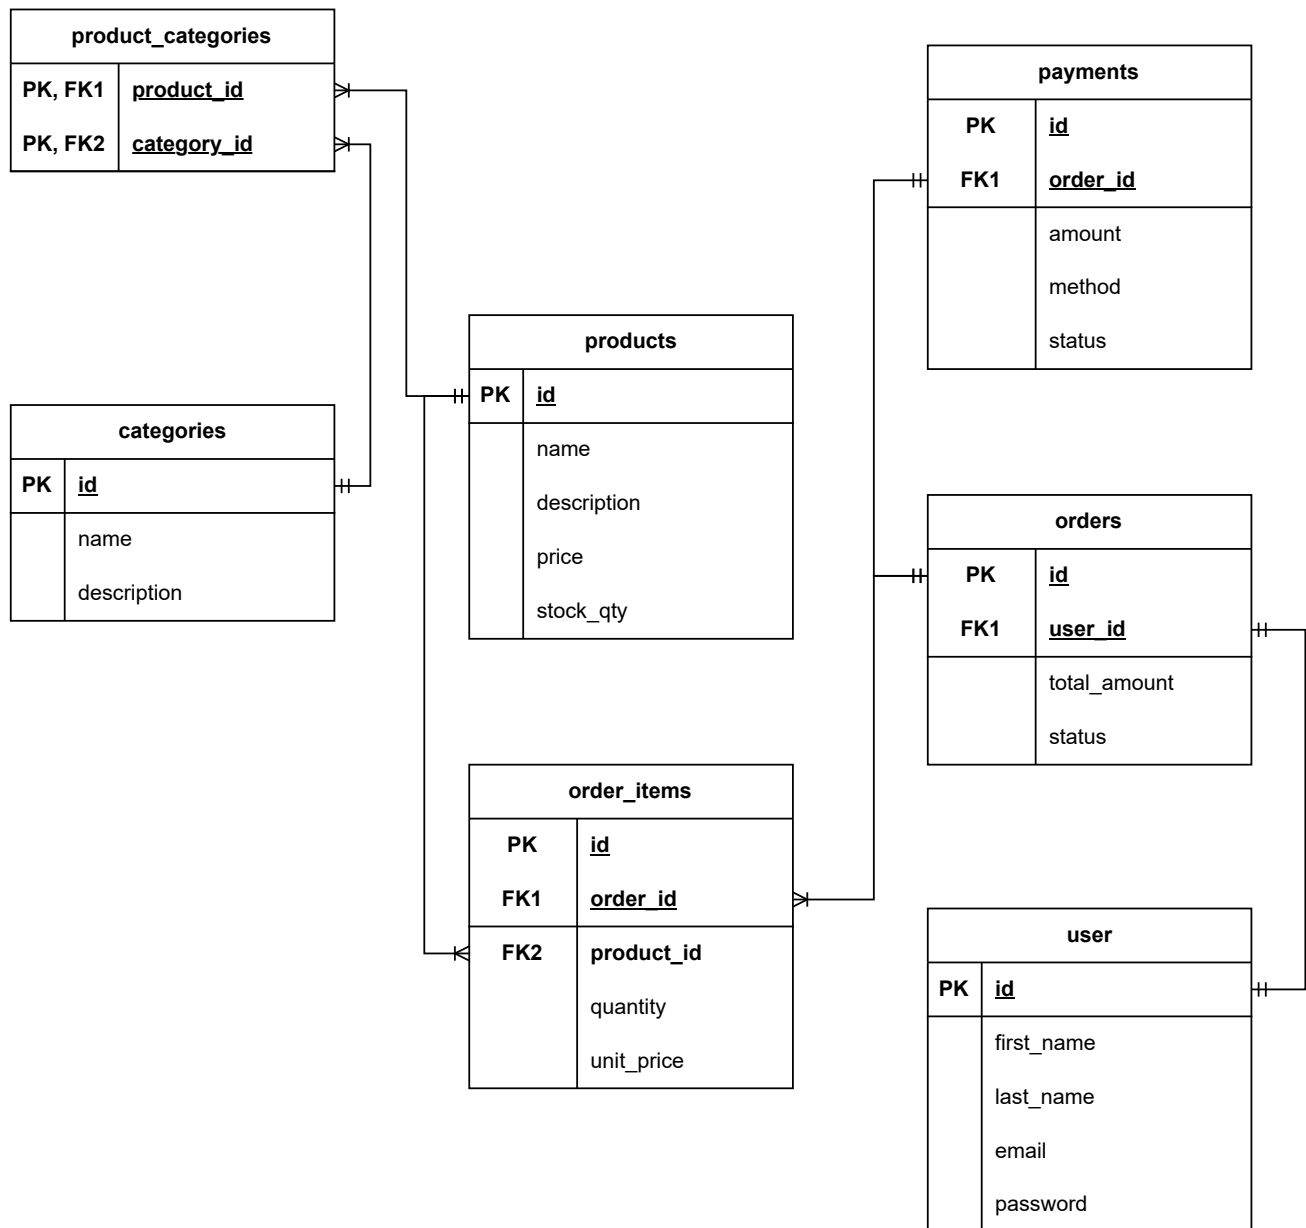 product_categories
PK, FK1 product_id
PK, FK2 category_id
payments
PK id
FK1 order_id
amount
method
status
products
PK id
name
description
price
stock_qty
categories
PK id
name
description
orders
PK id
FK1 user_id
total_amount
status
order_items
PK id
FK1 order_id
FK2 product_id
quantity
unit_price
user
PK id
first_name
last_name
email
password